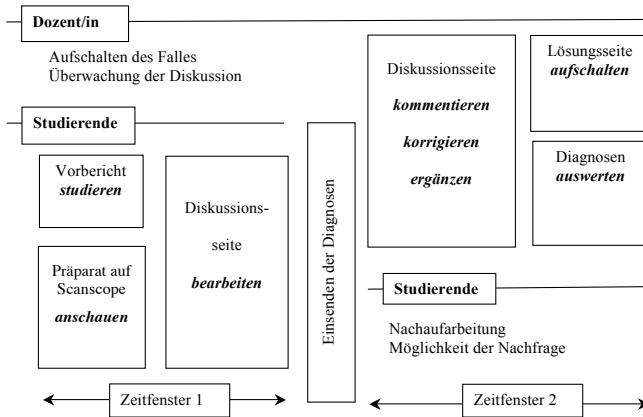 Dozent/in
Aufschalten des Falles
Überwachung der Diskussion
Studierende
Vorbericht
studieren
Präparat auf
Scanscope
anschauen
Diskussions-
seite
bearbeiten
Einsenden der Diagnosen
Diskussionsseite
kommentieren
korrigieren
ergänzen
Lösungsseite
aufschalten
Diagnosen
auswerten
Studierende
Nachaufarbeitung
Möglichkeit der Nachfrage
Zeitfenster 1
Zeitfenster 2